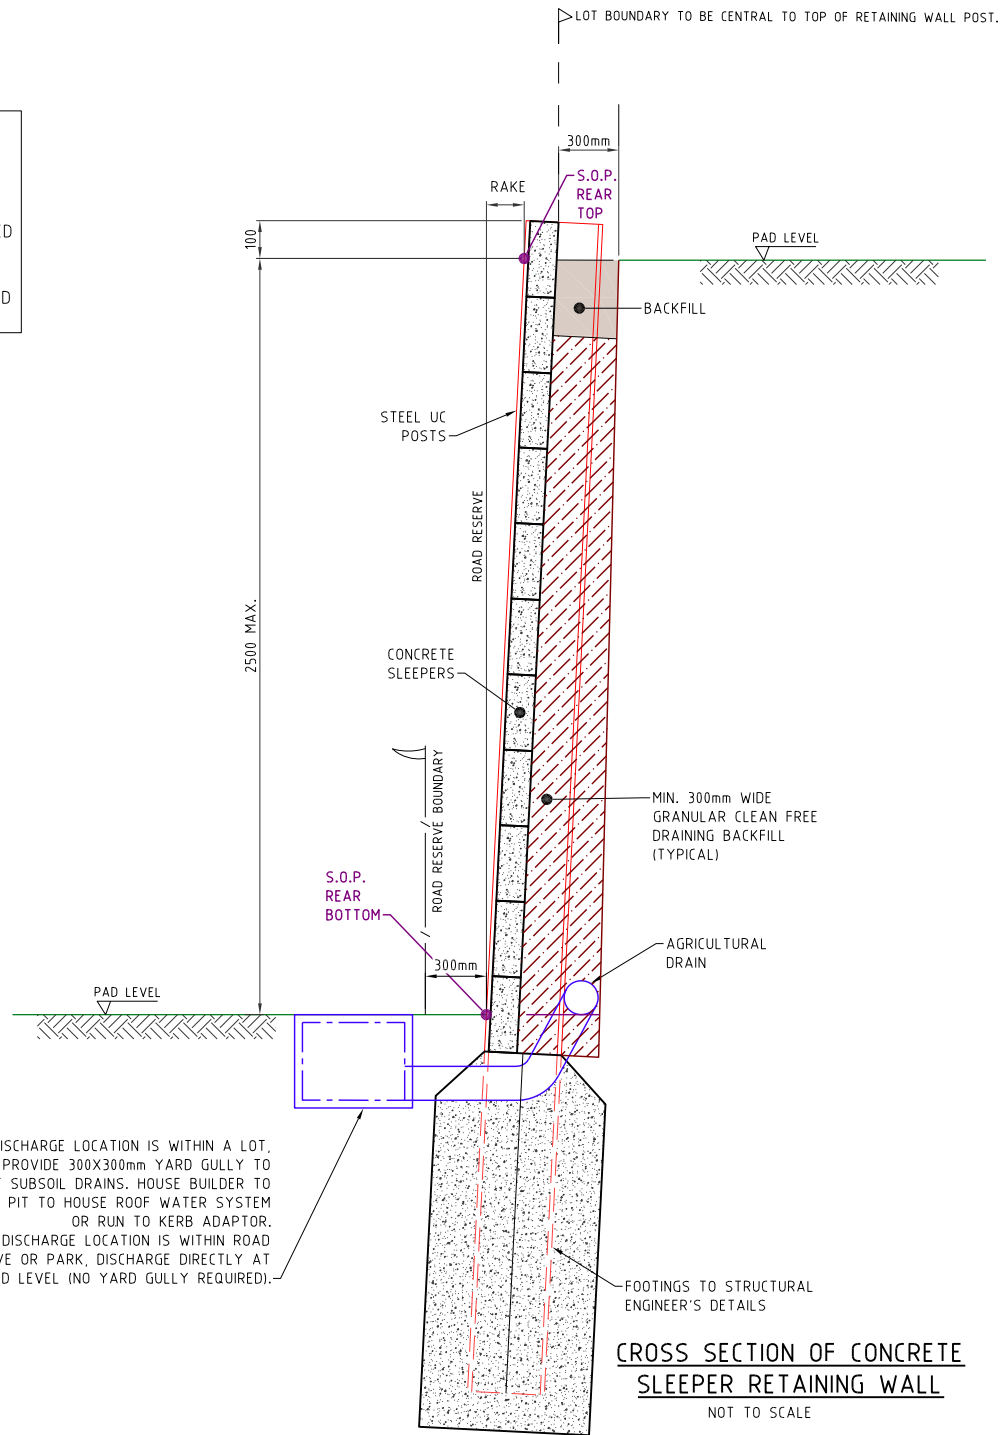 LOT BOUNDARY TO BE CENTRAL TO TOP OF RETAINING WALL POST.
300mm
S.O.P.
REAR
TOP
RAKE
100
PAD LEVEL
BACKFILL
STEEL UC
POSTS
ROAD RESERVE
2500 MAX.
CONCRETE
SLEEPERS
ROAD RESERVE BOUNDARY
MIN. 300mm WIDE
GRANULAR CLEAN FREE
DRAINING BACKFILL
(TYPICAL)
S.O.P.
REAR
BOTTOM
AGRICULTURAL
DRAIN
300mm
PAD LEVEL
DISCHARGE LOCATION IS WITHIN A LOT,
PROVIDE 300X300mm YARD GULLY TO
SUBSOIL DRAINS. HOUSE BUILDER TO
PIT TO HOUSE ROOF WATER SYSTEM
OR RUN TO KERB ADAPTOR.
DISCHARGE LOCATION IS WITHIN ROAD
OR PARK, DISCHARGE DIRECTLY AT
LEVEL (NO YARD GULLY REQUIRED).
FOOTINGS TO STRUCTURAL
ENGINEER'S DETAILS
CROSS SECTION OF CONCRETE
SLEEPER RETAINING WALL
NOT TO SCALE